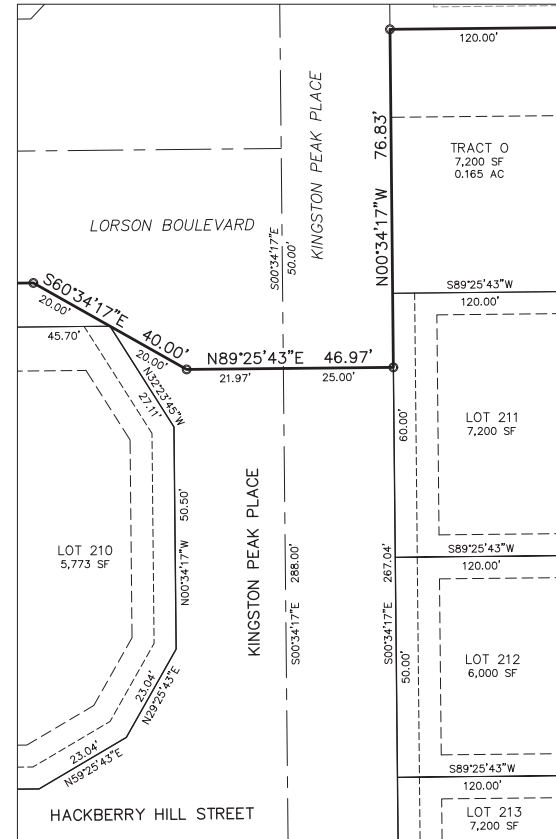 120.00'
KINGSTON PEAK PLACE
N00°34'17"W 76.83'
TRACT O
7,200 SF
0.165 AC
LORSON BOULEVARD
S00°34'17"E
50.00'
S89°25'43"W
120.00'
S60°34'17"E 40.00'
20.00'
20.00'
45.70'
N89°25'43"E 46.97'
21.97'
25.00'
N32°23'45"W
27.11'
60.00'
LOT 211
7,200 SF
N00°34'17"W 50.50'
LOT 210
5,773 SF
KINGSTON PEAK PLACE
S00°34'17"E 288.00'
S00°34'17"E 267.04'
S89°25'43"W
120.00'
50.00'
LOT 212
6,000 SF
23.04'
N29°25'43"E
23.04'
N59°25'43"E
S89°25'43"W
120.00'
HACKBERRY HILL STREET
LOT 213
7,200 SF